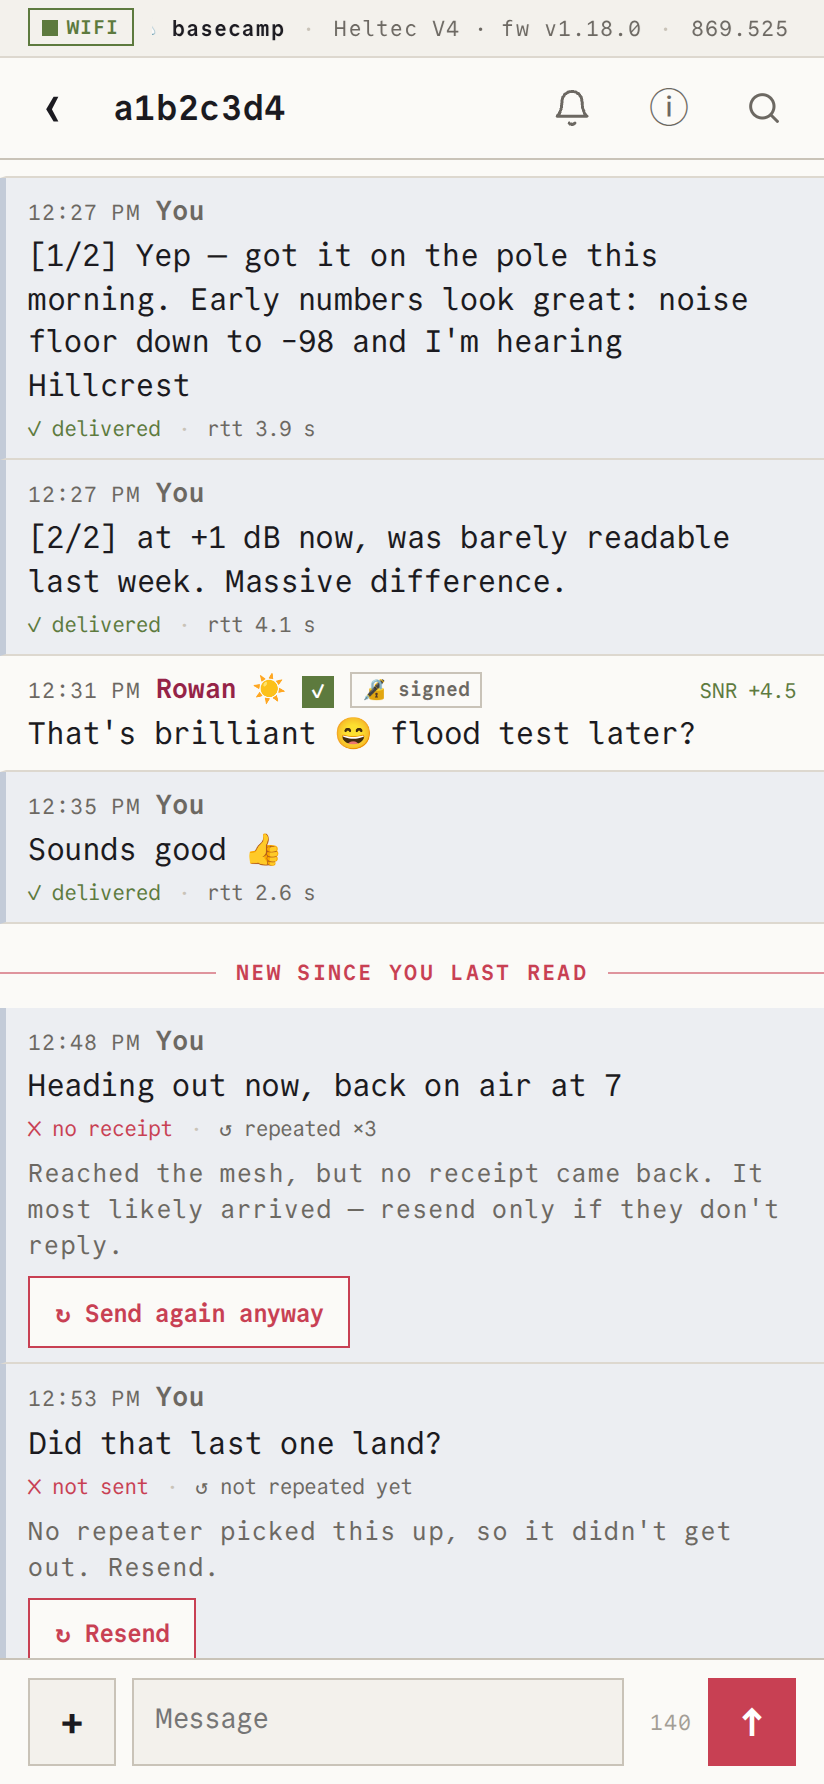 WIFI basecamp · Heltec V4 · fw v1.18.0 · 869.525
a1b2c3d4
12:27 PM You
[1/2] Yep — got it on the pole this
morning. Early numbers look great: noise
floor down to -98 and I'm hearing
Hillcrest
✓ delivered · rtt 3.9 s
12:27 PM You
[2/2] at +1 dB now, was barely readable
last week. Massive difference.
✓ delivered · rtt 4.1 s
12:31 PM Rowan ☀️ ✓ 🔏 signed SNR +4.5
That's brilliant 😄 flood test later?
12:35 PM You
Sounds good 👍
✓ delivered · rtt 2.6 s
NEW SINCE YOU LAST READ
12:48 PM You
Heading out now, back on air at 7
✗ no receipt · ↺ repeated ×3
Reached the mesh, but no receipt came back. It
most likely arrived — resend only if they don't
reply.
↻ Send again anyway
12:53 PM You
Did that last one land?
✗ not sent · ↺ not repeated yet
No repeater picked this up, so it didn't get
out. Resend.
↻ Resend
+ Message 140 ↑